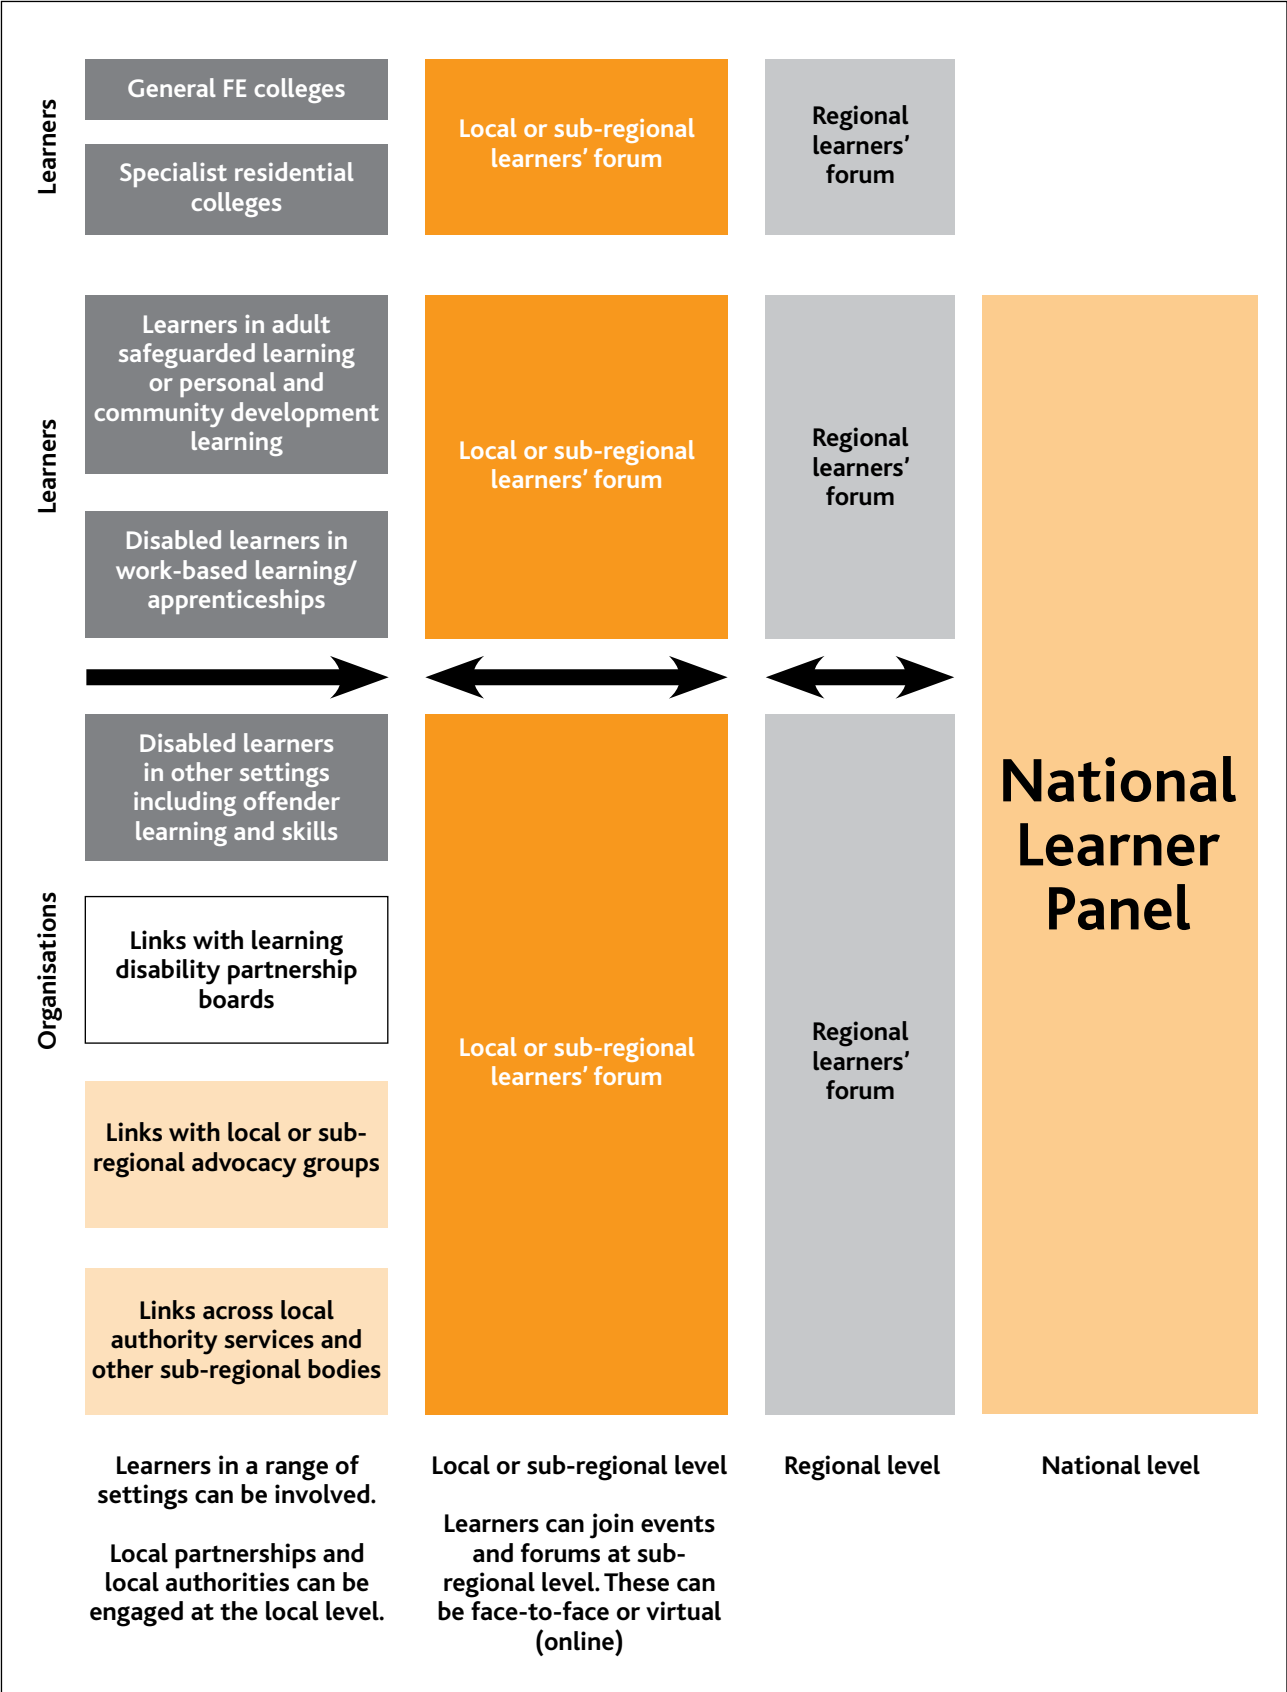 Learners
General FE colleges
Specialist residential
colleges
Local or sub-regional
learners’ forum
Regional
learners’
forum
Learners
Learners in adult
safeguarded learning
or personal and
community development
learning
Disabled learners in
work-based learning/
apprenticeships
Local or sub-regional
learners’ forum
Regional
learners’
forum
Organisations
Disabled learners
in other settings
including offender
learning and skills
Links with learning
disability partnership
boards
Links with local or sub-
regional advocacy groups
Links across local
authority services and
other sub-regional bodies
Local or sub-regional
learners’ forum
Regional
learners’
forum
National
Learner
Panel
Learners in a range of
settings can be involved.
Local partnerships and
local authorities can be
engaged at the local level.
Local or sub-regional level
Learners can join events
and forums at sub-
regional level. These can
be face-to-face or virtual
(online)
Regional level
National level